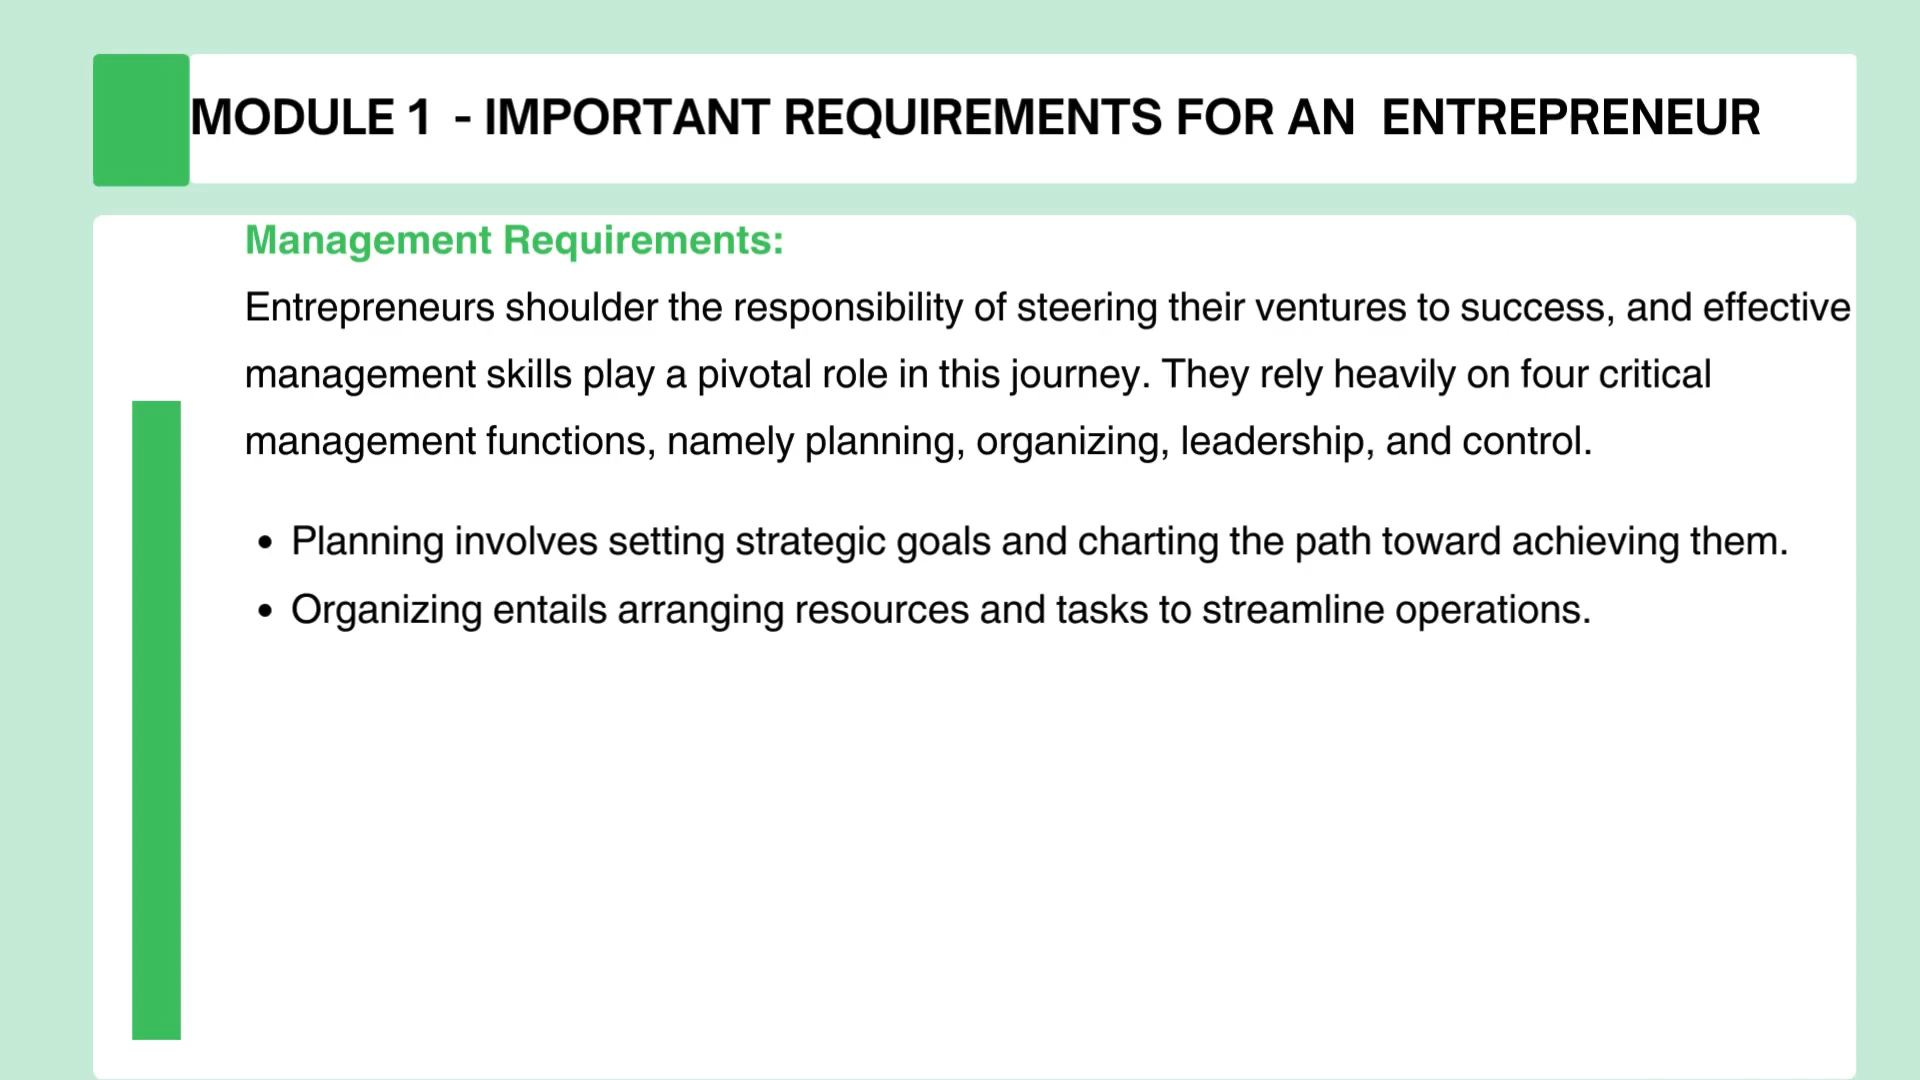 MODULE 1 - IMPORTANT REQUIREMENTS FOR AN ENTREPRENEUR
Management Requirements:
Entrepreneurs shoulder the responsibility of steering their ventures to success, and effective
management skills play a pivotal role in this journey. They rely heavily on four critical
management functions, namely planning, organizing, leadership, and control.
• Planning involves setting strategic goals and charting the path toward achieving them.
• Organizing entails arranging resources and tasks to streamline operations.